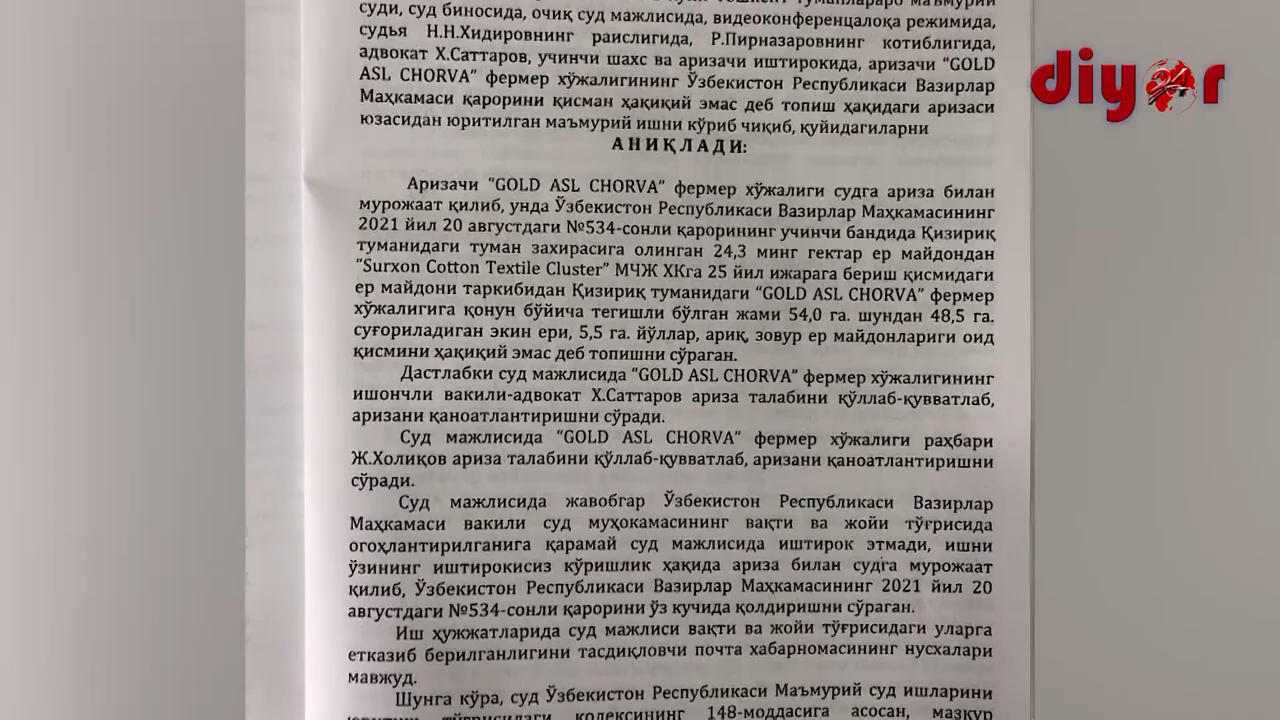 маъмурий
суди, суд биносида, очиқ суд мажлисида, видеоконференцалоқа режимида,
судья Н.Н.Хидировнинг раислигида, Р.Пирназаровнинг котиблигида,
адвокат Х.Саттаров, учинчи шахс ва аризачи иштирокида, аризачи “GOLD
ASL CHORVA” фермер хўжалигининг Ўзбекистон Республикаси Вазирлар
Маҳкамаси қарорини қисман ҳақиқий эмас деб топиш ҳақидаги аризаси
юзасидан юритилган маъмурий ишни кўриб чиқиб, қуйидагиларни
АНИҚЛАДИ:
Аризачи “GOLD ASL CHORVA” фермер хўжалиги судга ариза билан
мурожаат қилиб, унда Ўзбекистон Республикаси Вазирлар Маҳкамасининг
2021 йил 20 августдаги №534-сонли қарорининг учинчи бандида Қизириқ
туманидаги туман захирасига олинган 24,3 минг гектар ер майдондан
“Surxon Cotton Textile Cluster” МЧЖ ХКга 25 йил ижарага бериш қисмидаги
ер майдони таркибидан Қизириқ туманидаги “GOLD ASL CHORVA” фермер
хўжалигига қонун бўйича тегишли бўлган жами 54,0 га. шундан 48,5 га.
суғориладиган экин ери, 5,5 га. йўллар, ариқ, зовур ер майдонлариги оид
қисмини ҳақиқий эмас деб топишни сўраган.
Дастлабки суд мажлисида “GOLD ASL CHORVA” фермер хўжалигининг
ишончли вакили-адвокат Х.Саттаров ариза талабини қўллаб-қувватлаб,
аризани қаноатлантиришни сўради.
Суд мажлисида “GOLD ASL CHORVA” фермер хўжалиги раҳбари
Ж.Холиқов ариза талабини қўллаб-қувватлаб, аризани қаноатлантиришни
сўради.
Суд мажлисида жавобгар Ўзбекистон Республикаси Вазирлар
Маҳкамаси вакили суд муҳокамасининг вақти ва жойи тўғрисида
огоҳлантирилганига қарамай суд мажлисида иштирок этмади, ишни
ўзининг иштирокисиз кўришлик ҳақида ариза билан судга мурожаат
қилиб, Ўзбекистон Республикаси Вазирлар Маҳкамасининг 2021 йил 20
августдаги №534-сонли қарорини ўз кучида қолдиришни сўраган.
Иш ҳужжатларида суд мажлиси вақти ва жойи тўғрисидаги уларга
етказиб берилганлигини тасдиқловчи почта хабарномасининг нусхалари
мавжуд.
Шунга кўра, суд Ўзбекистон Республикаси Маъмурий суд ишларини
тўғрисидаги кодексининг 148-моддасига асосан, мазкур
diyor
24